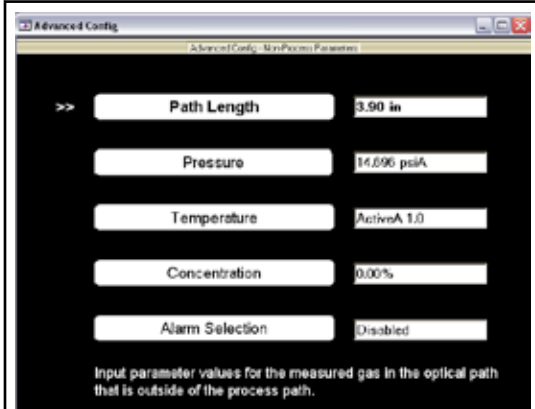 Advanced Config
Advanced Config - Non-Process Parameters
>> Path Length 3.90 in
Pressure 14.696 psiA
Temperature ActiveA 1.0
Concentration 0.00%
Alarm Selection Disabled
Input parameter values for the measured gas in the optical path
that is outside of the process path.